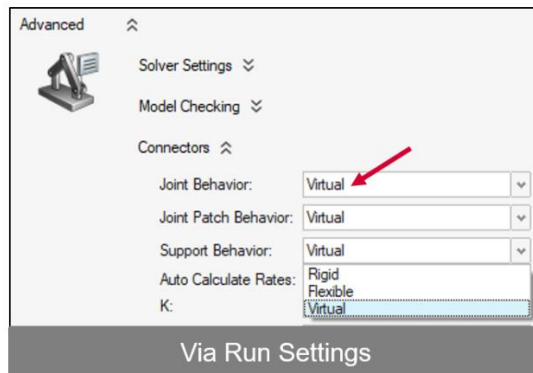 Advanced
Solver Settings
Model Checking
Connectors
Joint Behavior: Virtual
Joint Patch Behavior: Virtual
Support Behavior: Virtual
Auto Calculate Rates: Rigid
Flexible
K: Virtual
Via Run Settings